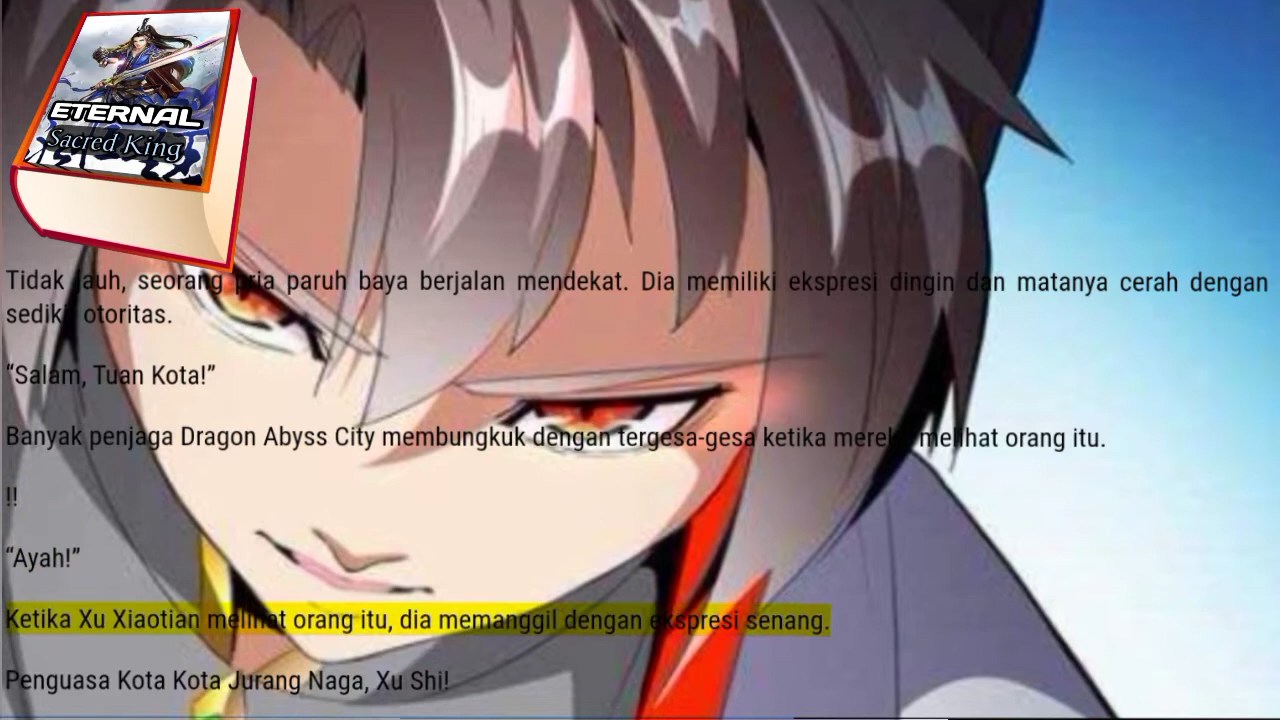 ETERNAL
Sacred King
Tidak jauh, seorang pria paruh baya berjalan mendekat. Dia memiliki ekspresi dingin dan matanya cerah dengan
sedikit otoritas.
“Salam, Tuan Kota!”
Banyak penjaga Dragon Abyss City membungkuk dengan tergesa-gesa ketika mereka melihat orang itu.
!!
“Ayah!”
Ketika Xu Xiaotian melihat orang itu, dia memanggil dengan ekspresi senang.
Penguasa Kota Kota Jurang Naga, Xu Shi!